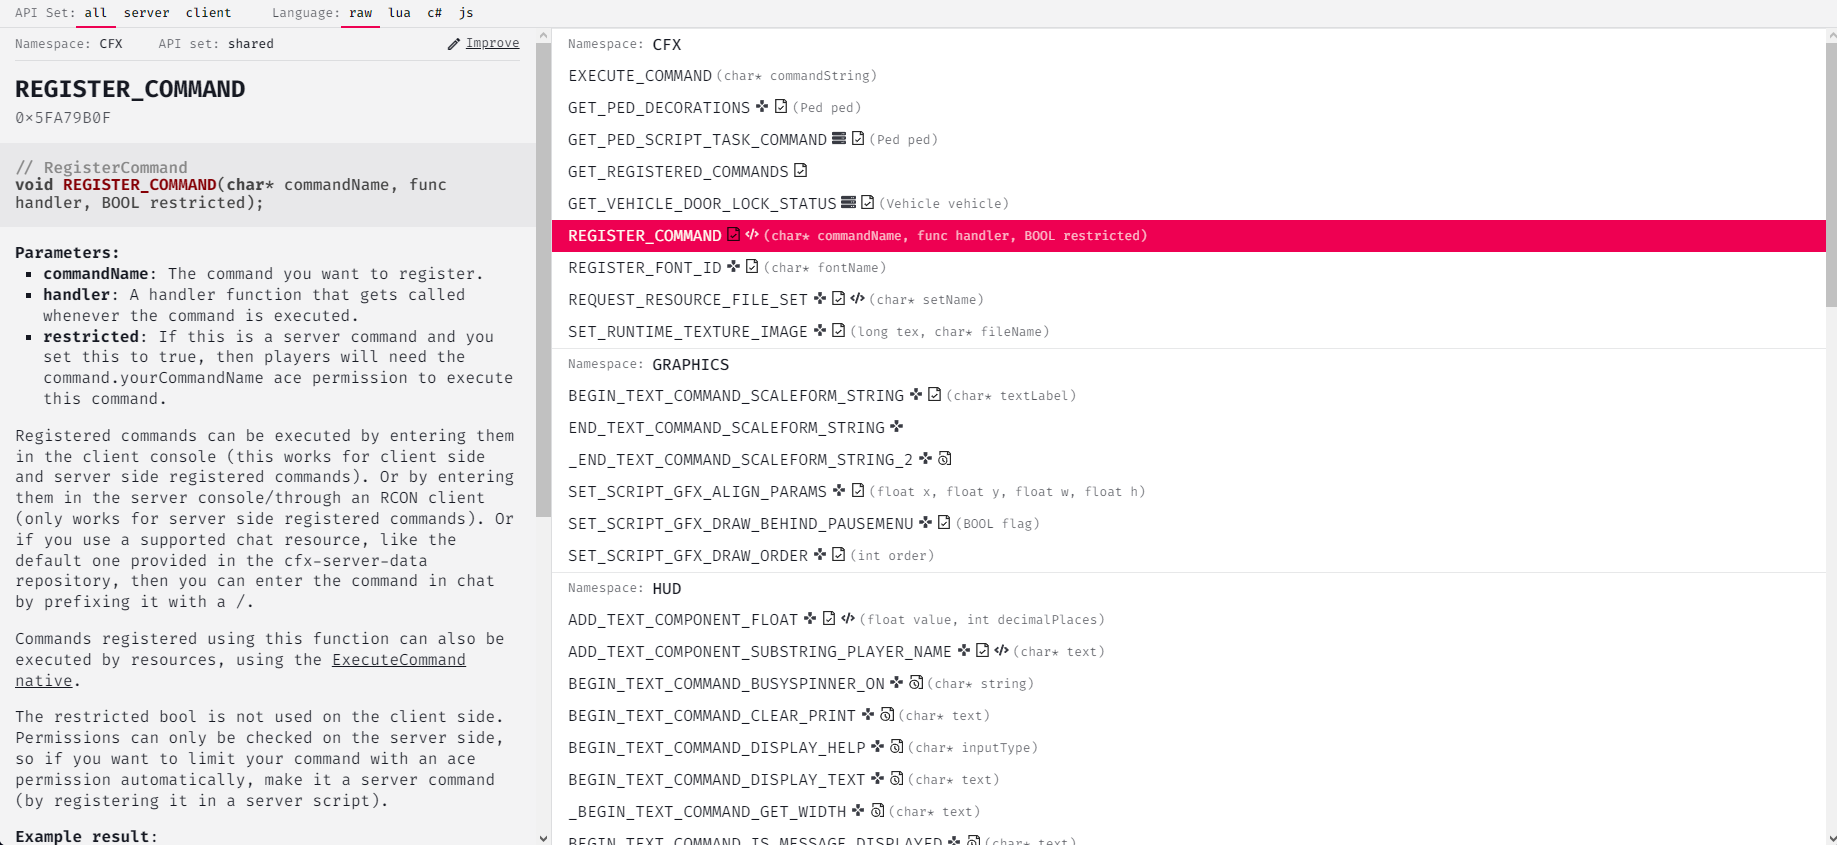 API Set: all server client Language: raw lua c# js
Namespace: CFX API set: shared Improve
REGISTER_COMMAND
0×5FA79B0F
// RegisterCommand
void REGISTER_COMMAND(char* commandName, func
handler, BOOL restricted);
Parameters:
commandName: The command you want to register.
handler: A handler function that gets called
whenever the command is executed.
restricted: If this is a server command and you
set this to true, then players will need the
command.yourCommandName ace permission to execute
this command.
Registered commands can be executed by entering them
in the client console (this works for client side
and server side registered commands). Or by entering
them in the server console/through an RCON client
(only works for server side registered commands). Or
if you use a supported chat resource, like the
default one provided in the cfx-server-data
repository, then you can enter the command in chat
by prefixing it with a /.
Commands registered using this function can also be
executed by resources, using the ExecuteCommand
native.
The restricted bool is not used on the client side.
Permissions can only be checked on the server side,
so if you want to limit your command with an ace
permission automatically, make it a server command
(by registering it in a server script).
Example result:
Namespace: CFX
EXECUTE_COMMAND (char* commandString)
GET_PED_DECORATIONS (Ped ped)
GET_PED_SCRIPT_TASK_COMMAND (Ped ped)
GET_REGISTERED_COMMANDS
GET_VEHICLE_DOOR_LOCK_STATUS (Vehicle vehicle)
REGISTER_COMMAND (char* commandName, func handler, BOOL restricted)
REGISTER_FONT_ID (char* fontName)
REQUEST_RESOURCE_FILE_SET (char* setName)
SET_RUNTIME_TEXTURE_IMAGE (long tex, char* fileName)
Namespace: GRAPHICS
BEGIN_TEXT_COMMAND_SCALEFORM_STRING (char* textLabel)
END_TEXT_COMMAND_SCALEFORM_STRING
_END_TEXT_COMMAND_SCALEFORM_STRING_2
SET_SCRIPT_GFX_ALIGN_PARAMS (float x, float y, float w, float h)
SET_SCRIPT_GFX_DRAW_BEHIND_PAUSEMENU (BOOL flag)
SET_SCRIPT_GFX_DRAW_ORDER (int order)
Namespace: HUD
ADD_TEXT_COMPONENT_FLOAT (float value, int decimalPlaces)
ADD_TEXT_COMPONENT_SUBSTRING_PLAYER_NAME (char* text)
BEGIN_TEXT_COMMAND_BUSYSPINNER_ON (char* string)
BEGIN_TEXT_COMMAND_CLEAR_PRINT (char* text)
BEGIN_TEXT_COMMAND_DISPLAY_HELP (char* inputType)
BEGIN_TEXT_COMMAND_DISPLAY_TEXT (char* text)
_BEGIN_TEXT_COMMAND_GET_WIDTH (char* text)
BEGIN_TEXT_COMMAND_IS_MESSAGE_DISPLAYED (char* text)